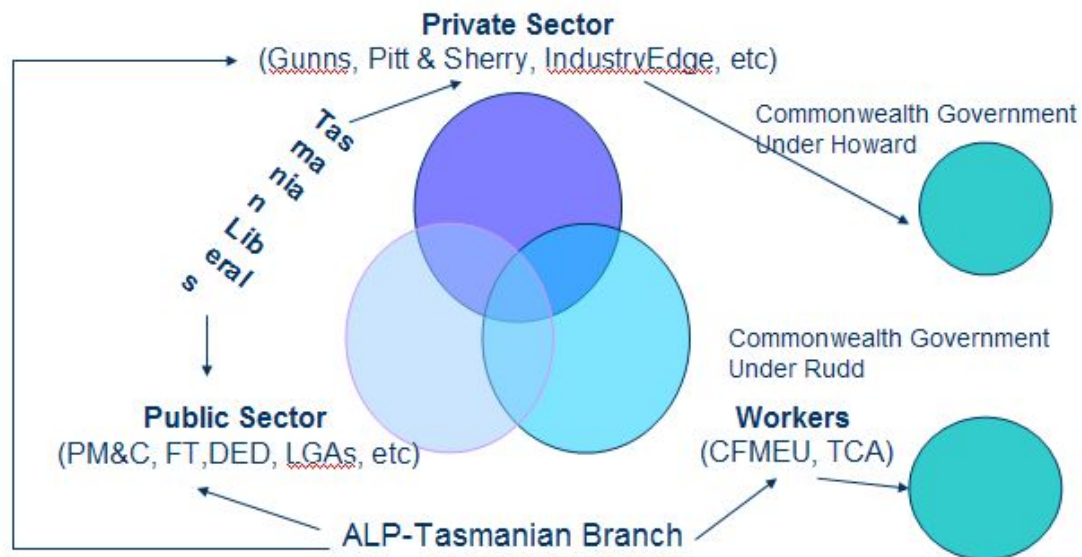 Private Sector
(Gunns, Pitt & Sherry, IndustryEdge, etc)
Tas
ma
nia
n
Lib
eral
s
Commonwealth Government
Under Howard
Commonwealth Government
Under Rudd
Public Sector
(PM&C, FT,DED, LGAs, etc)
Workers
(CFMEU, TCA)
ALP-Tasmanian Branch